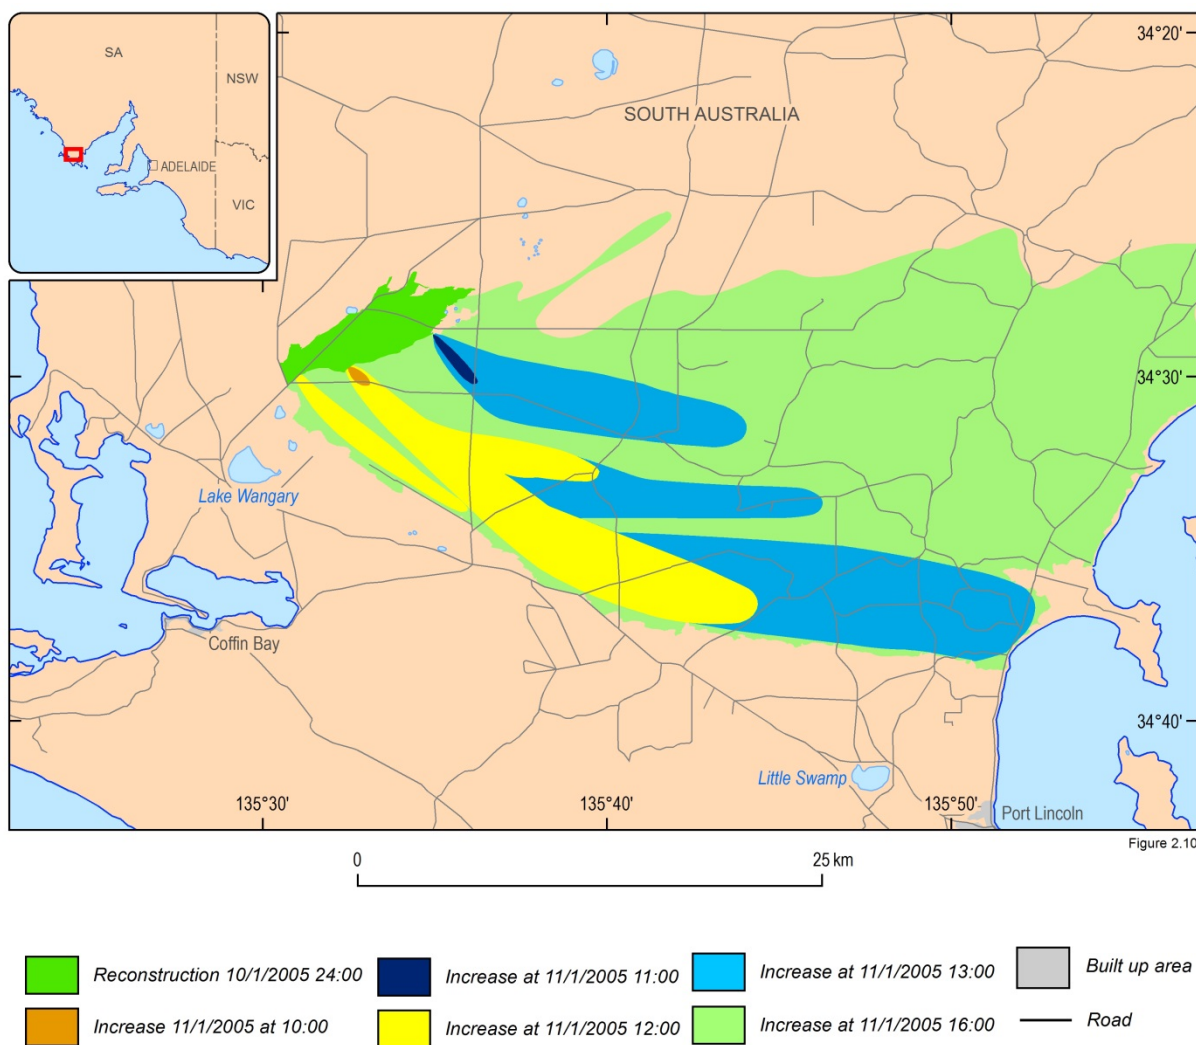 SA
NSW
ADELAIDE
VIC
SOUTH AUSTRALIA
34°20'
34°30'
Lake Wangary
Coffin Bay
34°40'
Little Swamp
135°30'
135°40'
135°50'
Port Lincoln
Figure 2.10
0
25 km
Reconstruction 10/1/2005 24:00
Increase at 11/1/2005 11:00
Increase at 11/1/2005 13:00
Built up area
Increase 11/1/2005 at 10:00
Increase at 11/1/2005 12:00
Increase at 11/1/2005 16:00
Road